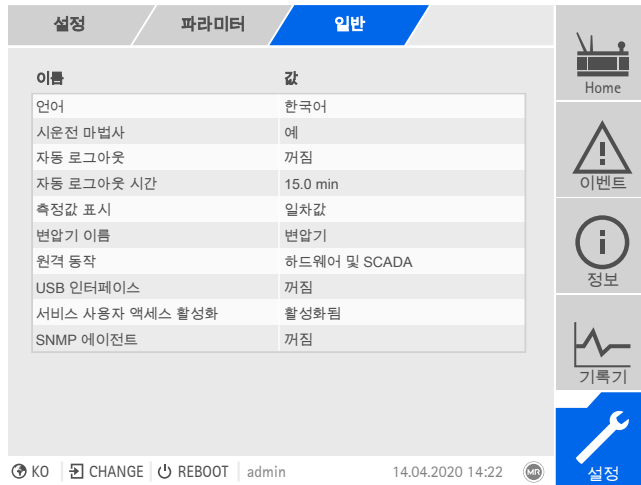 설정 파라미터 일반
이름 값
언어 한국어
시운전 마법사 예
자동 로그아웃 꺼짐
자동 로그아웃 시간 15.0 min
측정값 표시 일차값
변압기 이름 변압기
원격 동작 하드웨어 및 SCADA
USB 인터페이스 꺼짐
서비스 사용자 액세스 활성화 활성화됨
SNMP 에이전트 꺼짐
Home
이벤트
정보
기록기
설정
KO CHANGE REBOOT admin 14.04.2020 14:22 MR